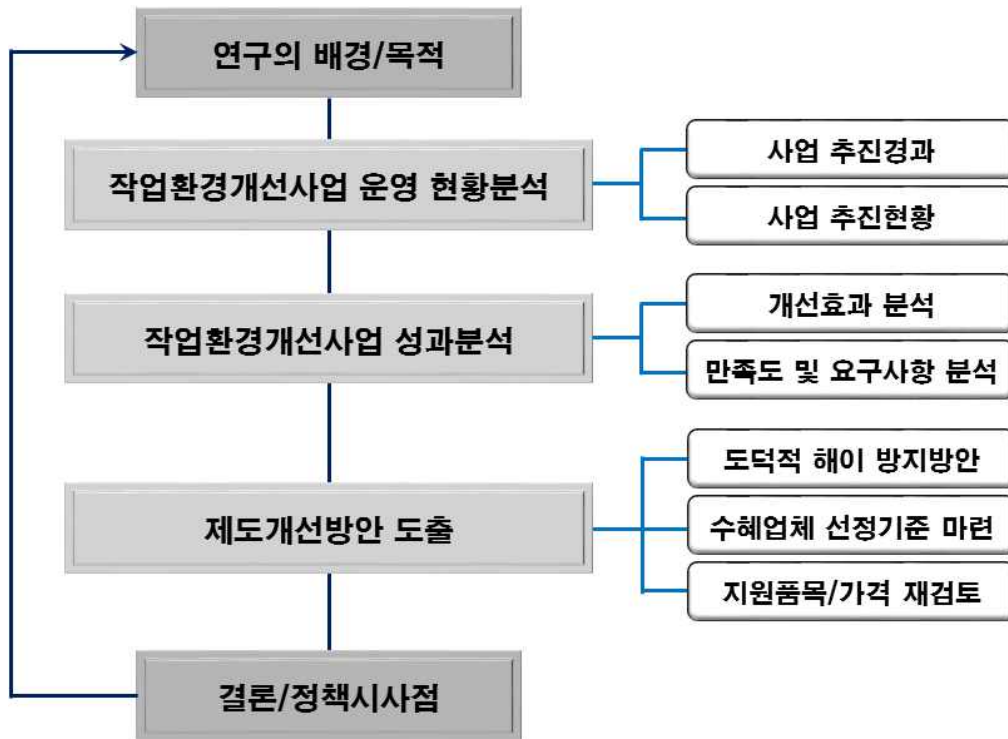 연구의 배경/목적
작업환경개선사업 운영 현황분석
사업 추진경과
사업 추진현황
작업환경개선사업 성과분석
개선효과 분석
만족도 및 요구사항 분석
제도개선방안 도출
도덕적 해이 방지방안
수혜업체 선정기준 마련
지원품목/가격 재검토
결론/정책시사점